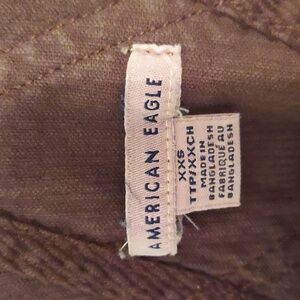 AMERICAN EAGLE
XXS
TTP/XXCH
MADE IN
BANGLADESH
FABRIQUÉ AU
BANGLADESH